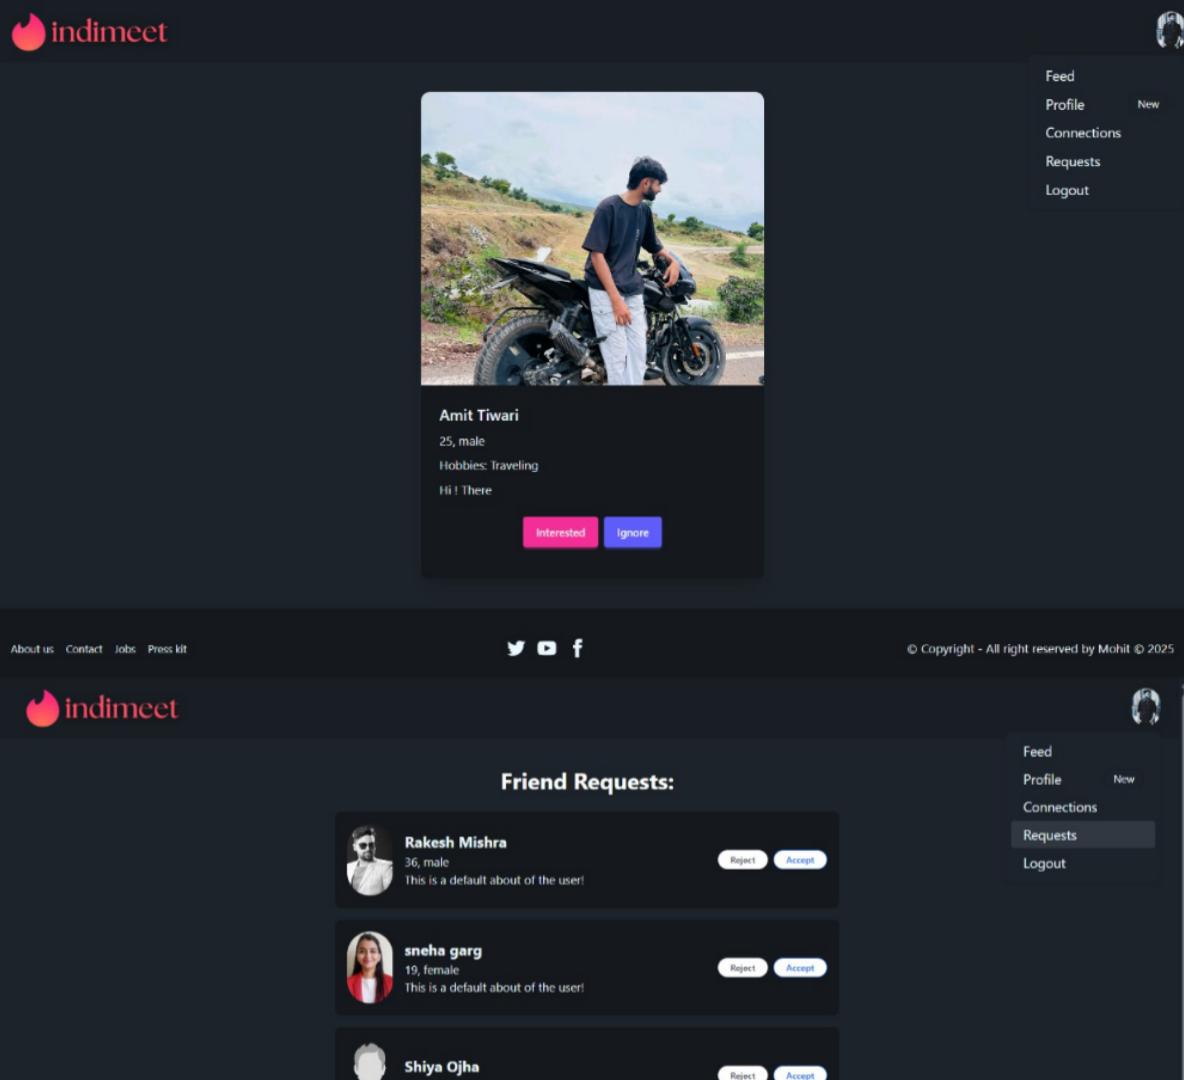 indimeet
Feed
Profile New
Connections
Requests
Logout
Amit Tiwari
25, male
Hobbies: Traveling
Hi ! There
Interested Ignore
About us Contact Jobs Press kit
© Copyright - All right reserved by Mohit © 2025
indimeet
Feed
Profile New
Connections
Requests
Logout
Friend Requests:
Rakesh Mishra
36, male
This is a default about of the user!
Reject Accept
sneha garg
19, female
This is a default about of the user!
Reject Accept
Shiya Ojha
Reject Accept